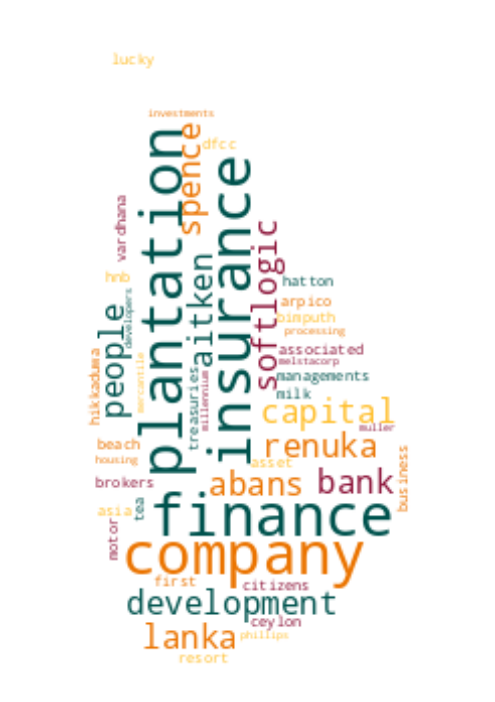 lucky
investments
plantation
spence
dfcc
insurance
vardhana
softlogic
aitken
hnb
hatton
developers
people
arpico
bimputh
processing
hikkaduwa
mercantile
associated
melstacorp
treasuries
millennium
managements
milk
capital
muller
beach
renuka
housing
asset
business
brokers
abans
bank
tea
finance
asia
motor
company
first
citizens
development
ceylon
lanka
phillips
resort